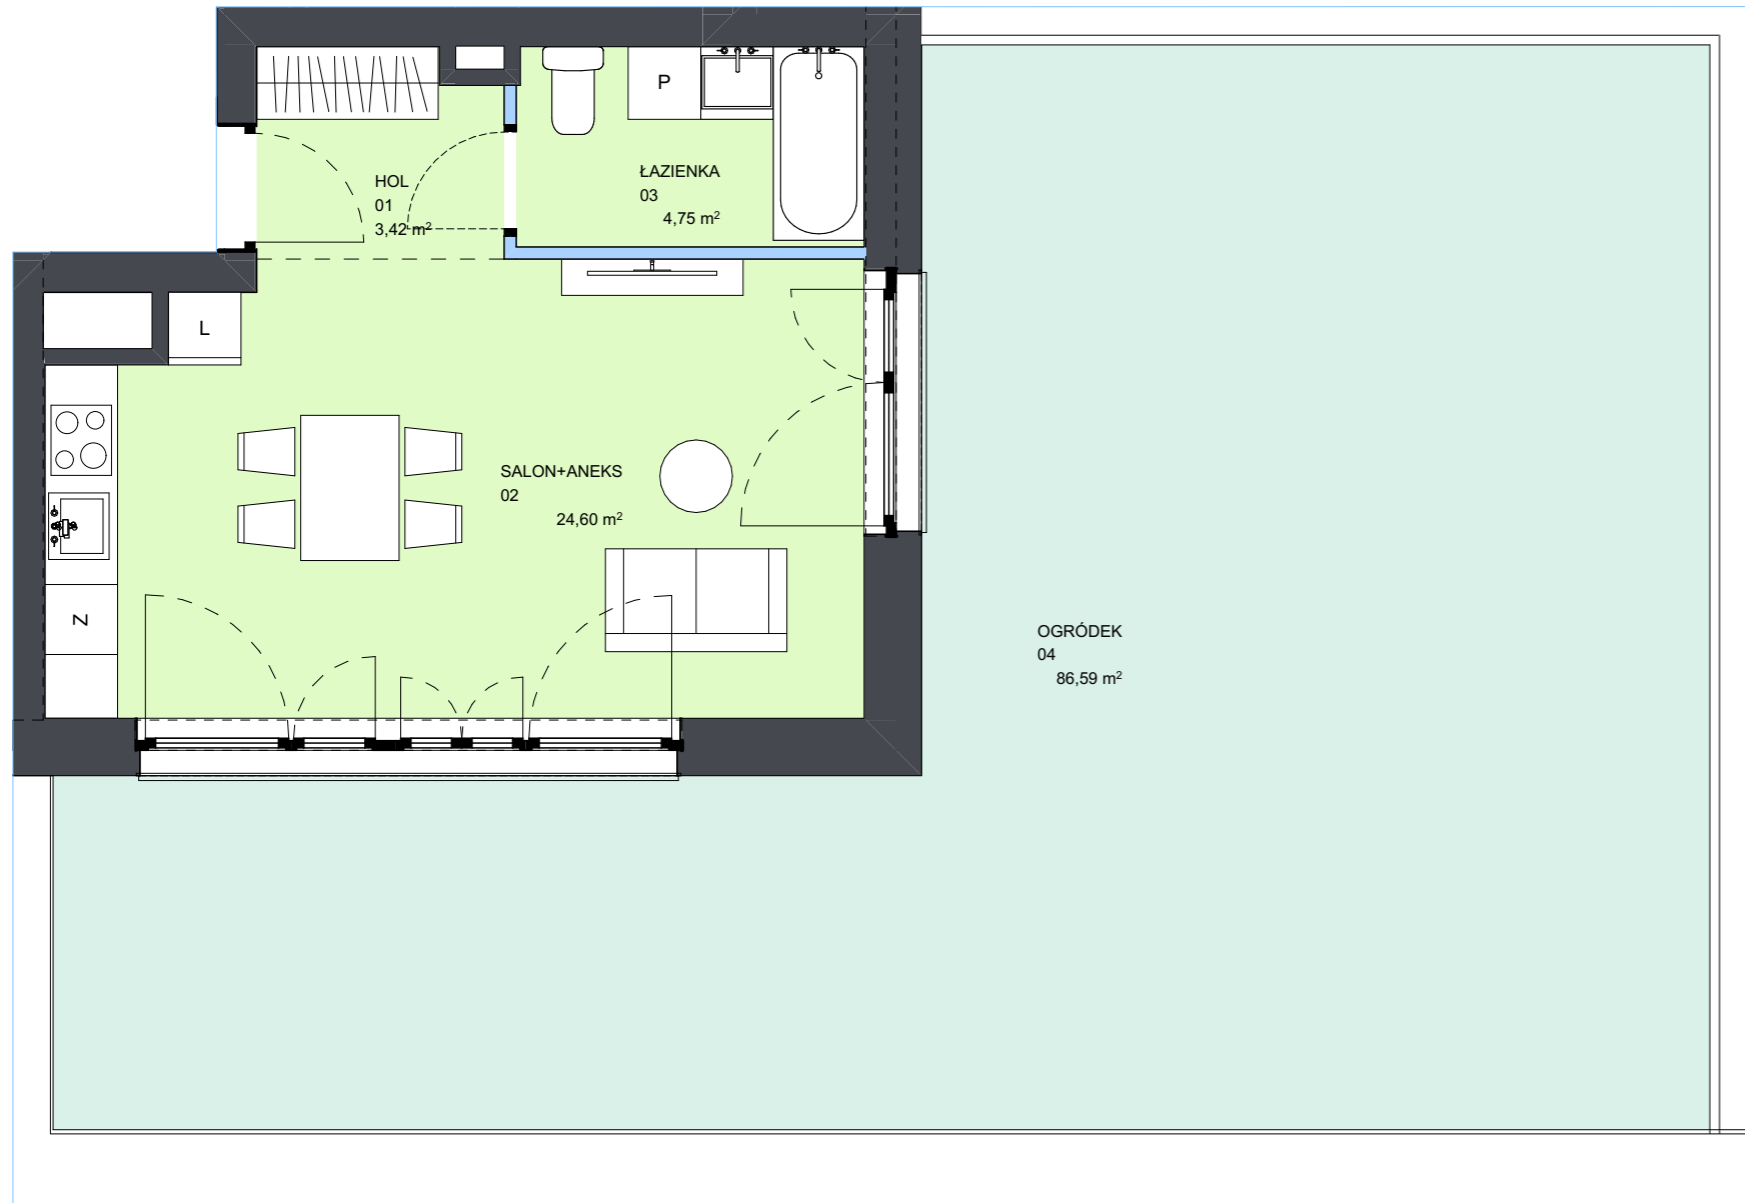 P
HOL
01
3,42 m²
ŁAZIENKA
03
4,75 m²
L
SALON+ANEKS
02
24,60 m²
Z
OGRÓDEK
04
86,59 m²